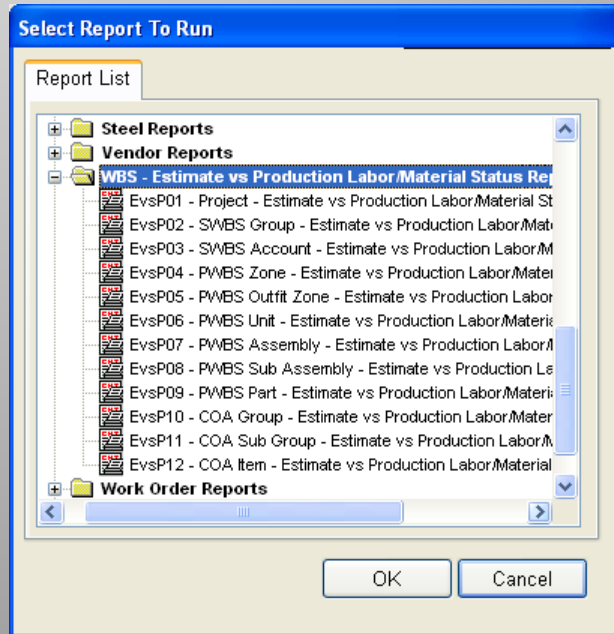 Select Report To Run
Report List
Steel Reports
Vendor Reports
WBS - Estimate vs Production Labor/Material Status Re
EvsP01 - Project - Estimate vs Production Labor/Material St
EvsP02 - SWBS Group - Estimate vs Production Labor/Mat
EvsP03 - SWBS Account - Estimate vs Production Labor/M
EvsP04 - PWBS Zone - Estimate vs Production Labor/Mater
EvsP05 - PWBS Outfit Zone - Estimate vs Production Labor
EvsP06 - PWBS Unit - Estimate vs Production Labor/Materi
EvsP07 - PWBS Assembly - Estimate vs Production Labor/
EvsP08 - PWBS Sub Assembly - Estimate vs Production La
EvsP09 - PWBS Part - Estimate vs Production Labor/Materi
EvsP10 - COA Group - Estimate vs Production Labor/Mater
EvsP11 - COA Sub Group - Estimate vs Production Labor/
EvsP12 - COA Item - Estimate vs Production Labor/Material
Work Order Reports
OK Cancel